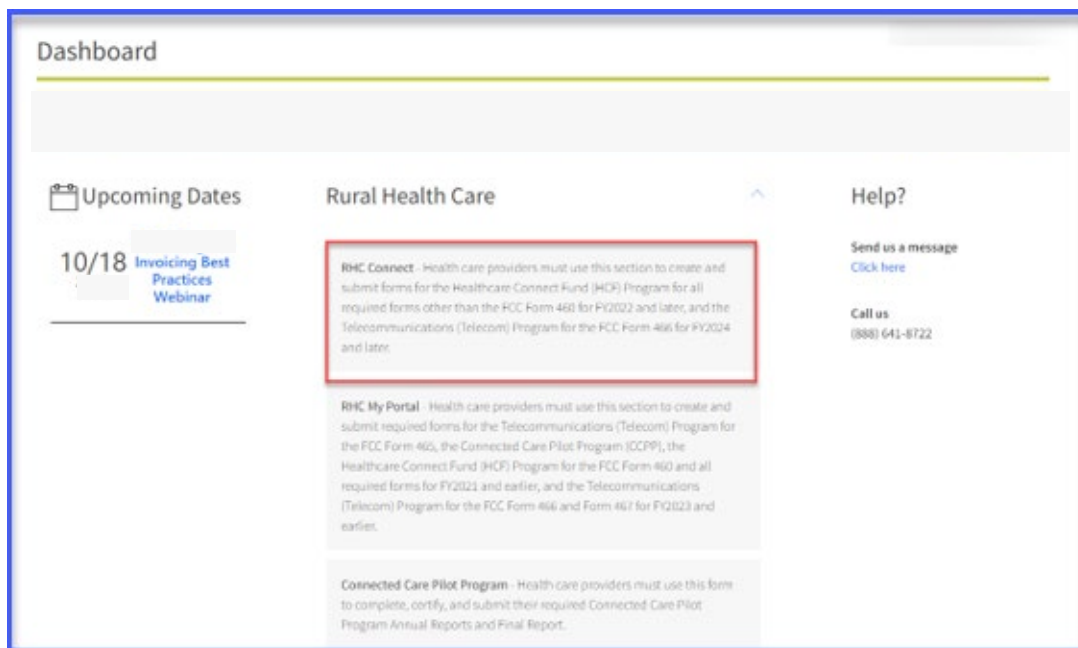 Dashboard
Upcoming Dates
10/18 Invoicing Best
Practices
Webinar
Rural Health Care
RHC Connect - Health care providers must use this section to create and
submit forms for the Healthcare Connect Fund (HCF) Program for all
required forms other than the FCC Form 460 for FY2022 and later, and the
Telecommunications (Telecom) Program for the FCC Form 466 for FY2024
and later.
RHC My Portal - Health care providers must use this section to create and
submit required forms for the Telecommunications (Telecom) Program for
the FCC Form 465, the Connected Care Pilot Program (CCPP), the
Healthcare Connect Fund (HCF) Program for the FCC Form 460 and all
required forms for FY2021 and earlier, and the Telecommunications
(Telecom) Program for the FCC Form 466 and Form 467 for FY2023 and
earlier.
Connected Care Pilot Program - Health care providers must use this form
to complete, certify, and submit their required Connected Care Pilot
Program Annual Reports and Final Report.
Help?
Send us a message
Click here
Call us
(888) 641-8722